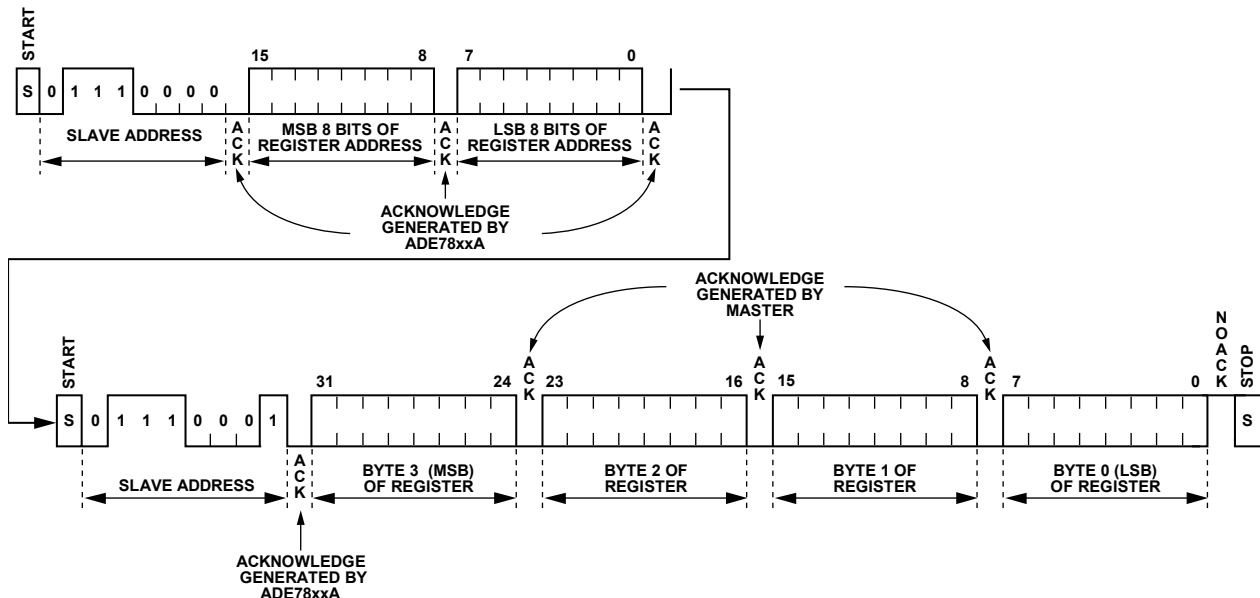 START
15 8 7 0
S 0 1 1 1 0 0 0 0
SLAVE ADDRESS
ACK
MSB 8 BITS OF
REGISTER ADDRESS
ACK
LSB 8 BITS OF
REGISTER ADDRESS
ACK
ACKNOWLEDGE
GENERATED BY
ADE78xxA
ACKNOWLEDGE
GENERATED BY
MASTER
START
31 24
ACK
23 16
ACK
15 8
ACK
7 0
NOACK
STOP
S 0 1 1 1 0 0 0 1
S
SLAVE ADDRESS
ACK
BYTE 3 (MSB)
OF REGISTER
BYTE 2 OF
REGISTER
BYTE 1 OF
REGISTER
BYTE 0 (LSB)
OF REGISTER
ACKNOWLEDGE
GENERATED BY
ADE78xxA